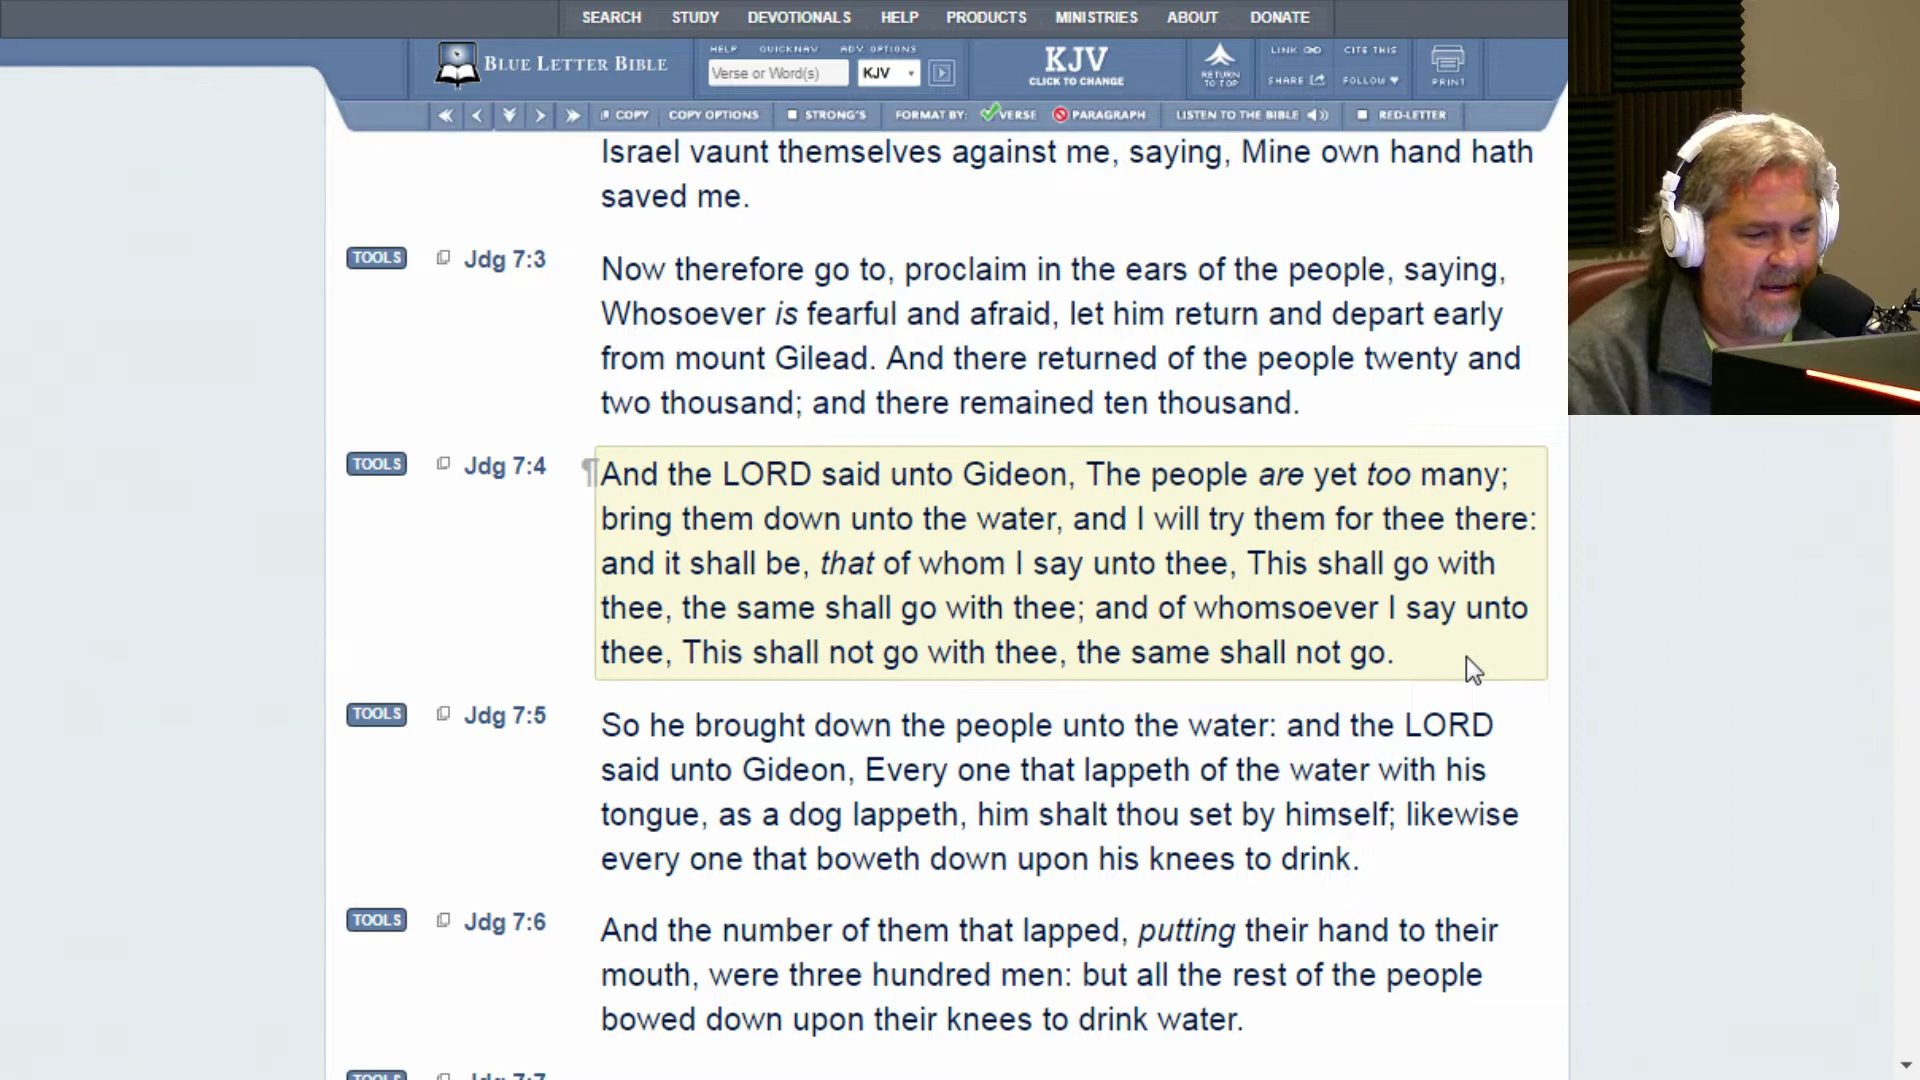 SEARCH STUDY DEVOTIONALS HELP PRODUCTS MINISTRIES ABOUT DONATE
BLUE LETTER BIBLE
HELP QUICKNAV ADV. OPTIONS
Verse or Word(s) KJV
KJV
CLICK TO CHANGE
RETURN
TO TOP
LINK CITE THIS
SHARE FOLLOW
PRINT
COPY COPY OPTIONS STRONG'S FORMAT BY: VERSE PARAGRAPH LISTEN TO THE BIBLE RED-LETTER
Israel vaunt themselves against me, saying, Mine own hand hath
saved me.
TOOLS Jdg 7:3
Now therefore go to, proclaim in the ears of the people, saying,
Whosoever is fearful and afraid, let him return and depart early
from mount Gilead. And there returned of the people twenty and
two thousand; and there remained ten thousand.
TOOLS Jdg 7:4
¶And the LORD said unto Gideon, The people are yet too many;
bring them down unto the water, and I will try them for thee there:
and it shall be, that of whom I say unto thee, This shall go with
thee, the same shall go with thee; and of whomsoever I say unto
thee, This shall not go with thee, the same shall not go.
TOOLS Jdg 7:5
So he brought down the people unto the water: and the LORD
said unto Gideon, Every one that lappeth of the water with his
tongue, as a dog lappeth, him shalt thou set by himself; likewise
every one that boweth down upon his knees to drink.
TOOLS Jdg 7:6
And the number of them that lapped, putting their hand to their
mouth, were three hundred men: but all the rest of the people
bowed down upon their knees to drink water.
TOOLS Jdg 7:7